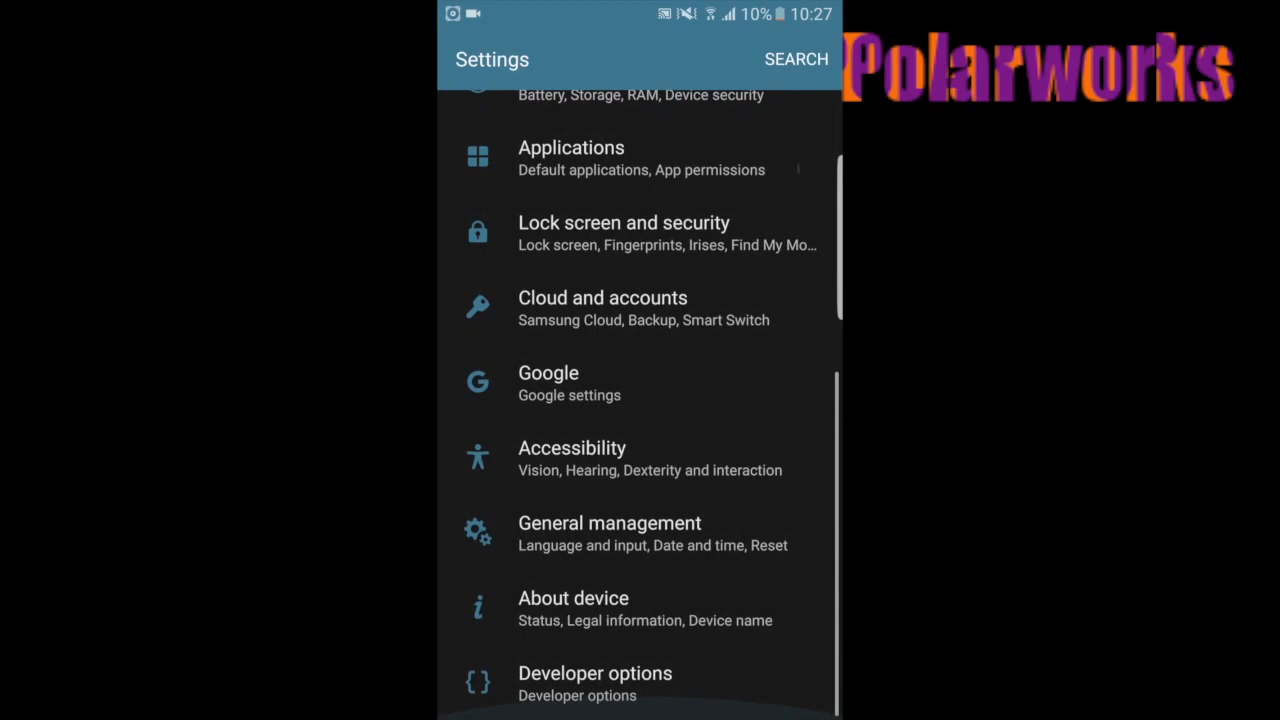 10% 10:27
Settings
SEARCH
Polarworks
Battery, Storage, RAM, Device security
Applications
Default applications, App permissions
Lock screen and security
Lock screen, Fingerprints, Irises, Find My Mo...
Cloud and accounts
Samsung Cloud, Backup, Smart Switch
Google
Google settings
Accessibility
Vision, Hearing, Dexterity and interaction
General management
Language and input, Date and time, Reset
About device
Status, Legal information, Device name
Developer options
Developer options